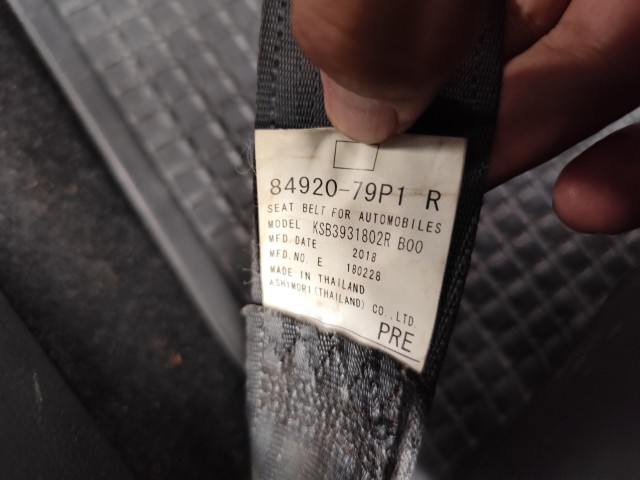 84920-79P1 R
SEAT BELT FOR AUTOMOBILES
MODEL KSB3931802R B00
MFD.DATE 2018
MFD.NO. E 180228
MADE IN THAILAND
ASHIMORI(THAILAND) CO.,LTD.
PRE